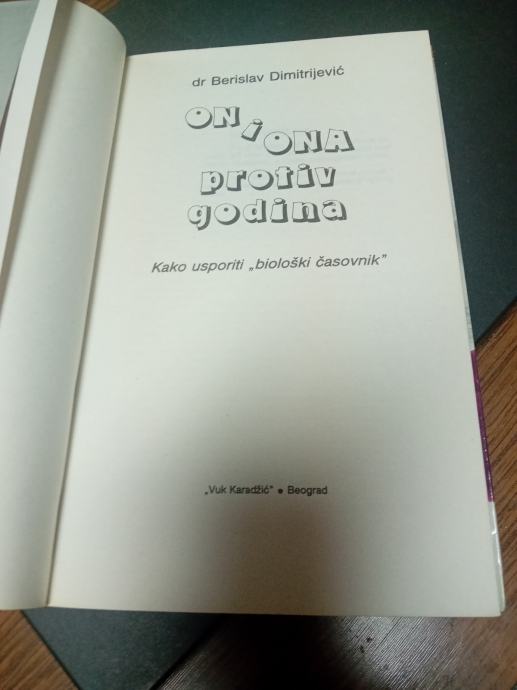 dr Berislav Dimitrijević
ON i ONA
protiv
godina
Kako usporiti „biološki časovnik”
„Vuk Karadžić” • Beograd